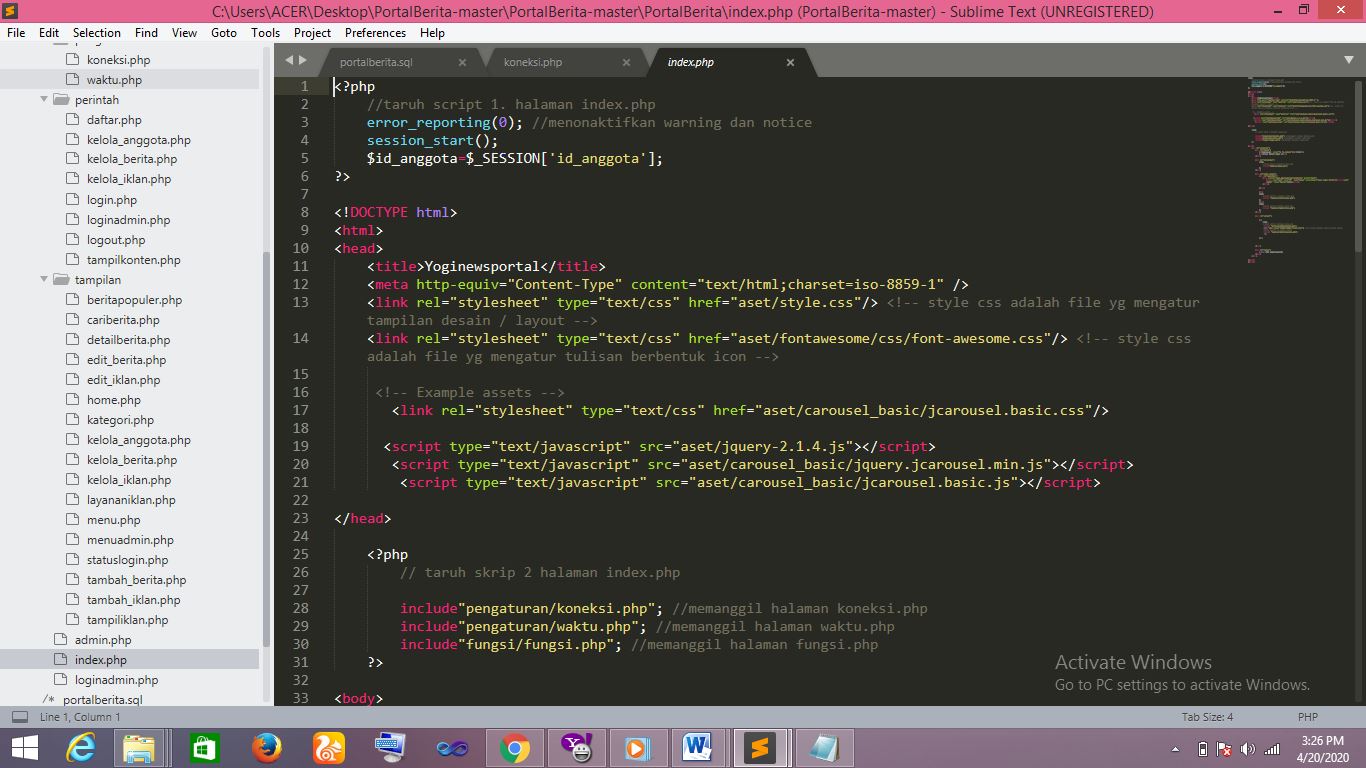 C:\Users\ACER\Desktop\PortalBerita-master\PortalBerita-master\PortalBerita\index.php (PortalBerita-master) - Sublime Text (UNREGISTERED)
File Edit Selection Find View Goto Tools Project Preferences Help
koneksi.php
waktu.php
perintah
daftar.php
kelola_anggota.php
kelola_berita.php
kelola_iklan.php
login.php
loginadmin.php
logout.php
tampilkonten.php
tampilan
beritapopuler.php
cariberita.php
detailberita.php
edit_berita.php
edit_iklan.php
home.php
kategori.php
kelola_anggota.php
kelola_berita.php
kelola_iklan.php
layananiklan.php
menu.php
menuadmin.php
statuslogin.php
tambah_berita.php
tambah_iklan.php
tampiliklan.php
admin.php
index.php
loginadmin.php
/* portalberita.sql
portalberita.sql × koneksi.php × index.php ×
1 <?php
2 //taruh script 1. halaman index.php
3 error_reporting(0); //menonaktifkan warning dan notice
4 session_start();
5 $id_anggota=$_SESSION['id_anggota'];
6 ?>
7
8 <!DOCTYPE html>
9 <html>
10 <head>
11 <title>Yoginewsportal</title>
12 <meta http-equiv="Content-Type" content="text/html;charset=iso-8859-1" />
13 <link rel="stylesheet" type="text/css" href="aset/style.css"/> <!-- style css adalah file yg mengatur
tampilan desain / layout -->
14 <link rel="stylesheet" type="text/css" href="aset/fontawesome/css/font-awesome.css"/> <!-- style css
adalah file yg mengatur tulisan berbentuk icon -->
15
16 <!-- Example assets -->
17 <link rel="stylesheet" type="text/css" href="aset/carousel_basic/jcarousel.basic.css"/>
18
19 <script type="text/javascript" src="aset/jquery-2.1.4.js"></script>
20 <script type="text/javascript" src="aset/carousel_basic/jquery.jcarousel.min.js"></script>
21 <script type="text/javascript" src="aset/carousel_basic/jcarousel.basic.js"></script>
22
23 </head>
24
25 <?php
26 // taruh skrip 2 halaman index.php
27
28 include"pengaturan/koneksi.php"; //memanggil halaman koneksi.php
29 include"pengaturan/waktu.php"; //memanggil halaman waktu.php
30 include"fungsi/fungsi.php"; //memanggil halaman fungsi.php
31 ?>
32
33 <body>
Activate Windows
Go to PC settings to activate Windows.
Line 1, Column 1 Tab Size: 4 PHP
3:26 PM
4/20/2020